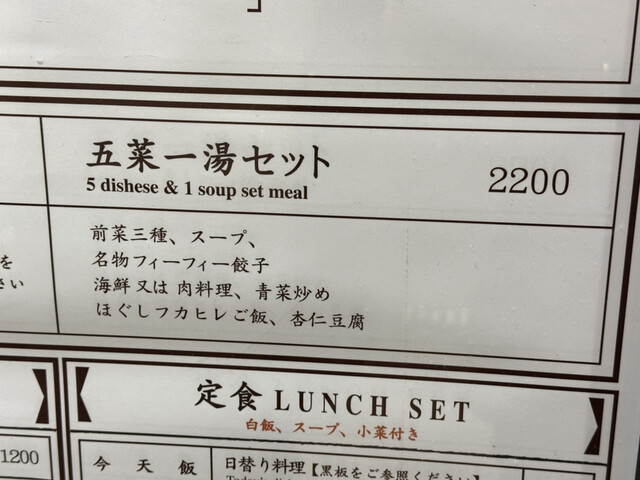 五菜一湯セット
5 dishese & 1 soup set meal
2200
前菜三種、スープ、
名物フィーフィー餃子
海鮮又は肉料理、青菜炒め
ほぐしフカヒレご飯、杏仁豆腐
を
さい
定食 LUNCH SET
白飯、スープ、小菜付き
1200
今天飯
日替り料理【黒板をご参照ください】